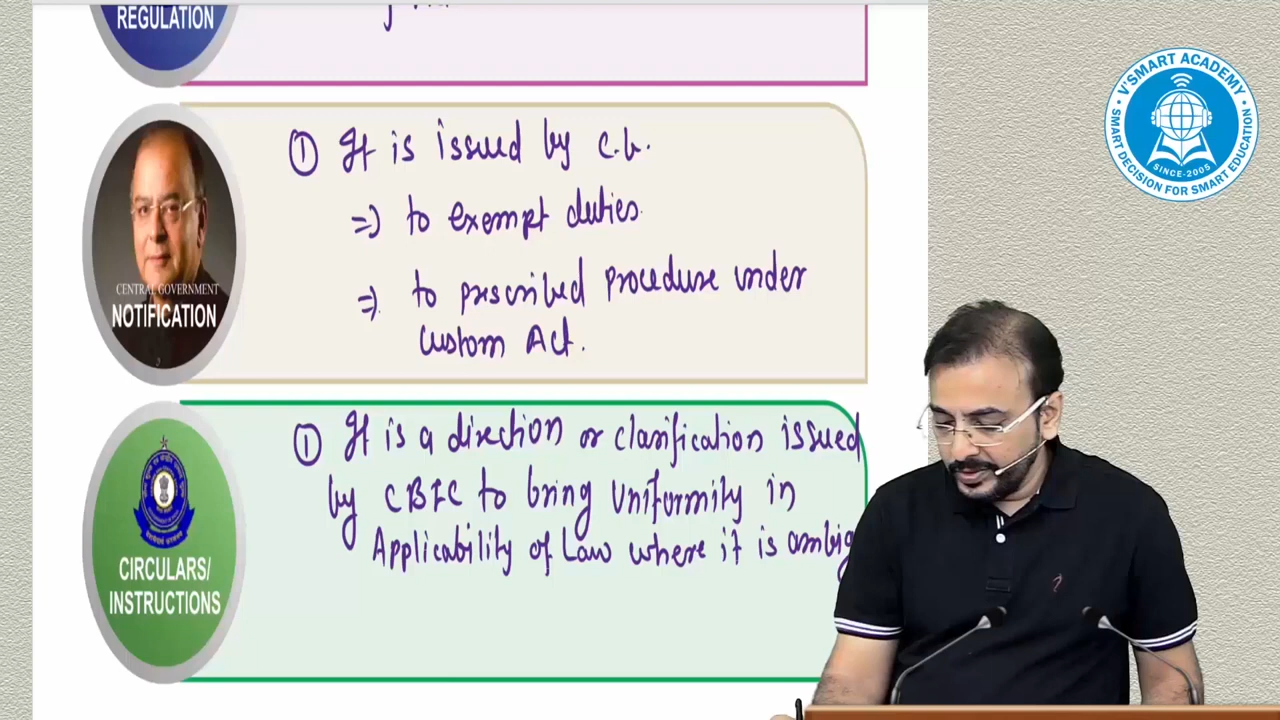 REGULATION
① It is issued by C.G.
=> to exempt duties.
=> to prescribed procedure under
Custom Act.
CENTRAL GOVERNMENT
NOTIFICATION
① It is a direction or clarification issued
by CBIC to bring Uniformity in
Applicability of Law where it is ambig
CIRCULARS/
INSTRUCTIONS
V'SMART ACADEMY
SINCE-2005
SMART DECISION FOR SMART EDUCATION